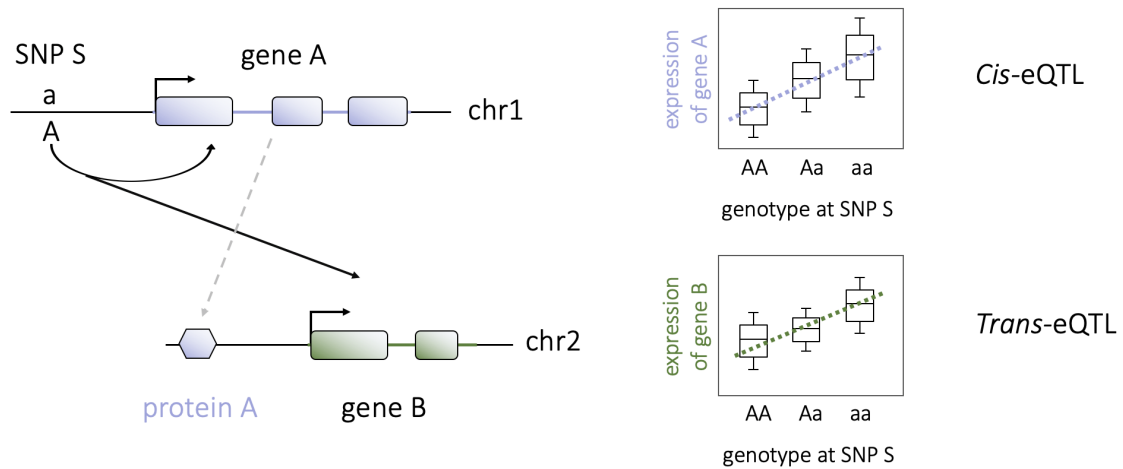 SNP S
gene A
a
A
chr1
protein A
gene B
chr2
expression
of gene A
AA Aa aa
genotype at SNP S
Cis-eQTL
expression
of gene B
AA Aa aa
genotype at SNP S
Trans-eQTL